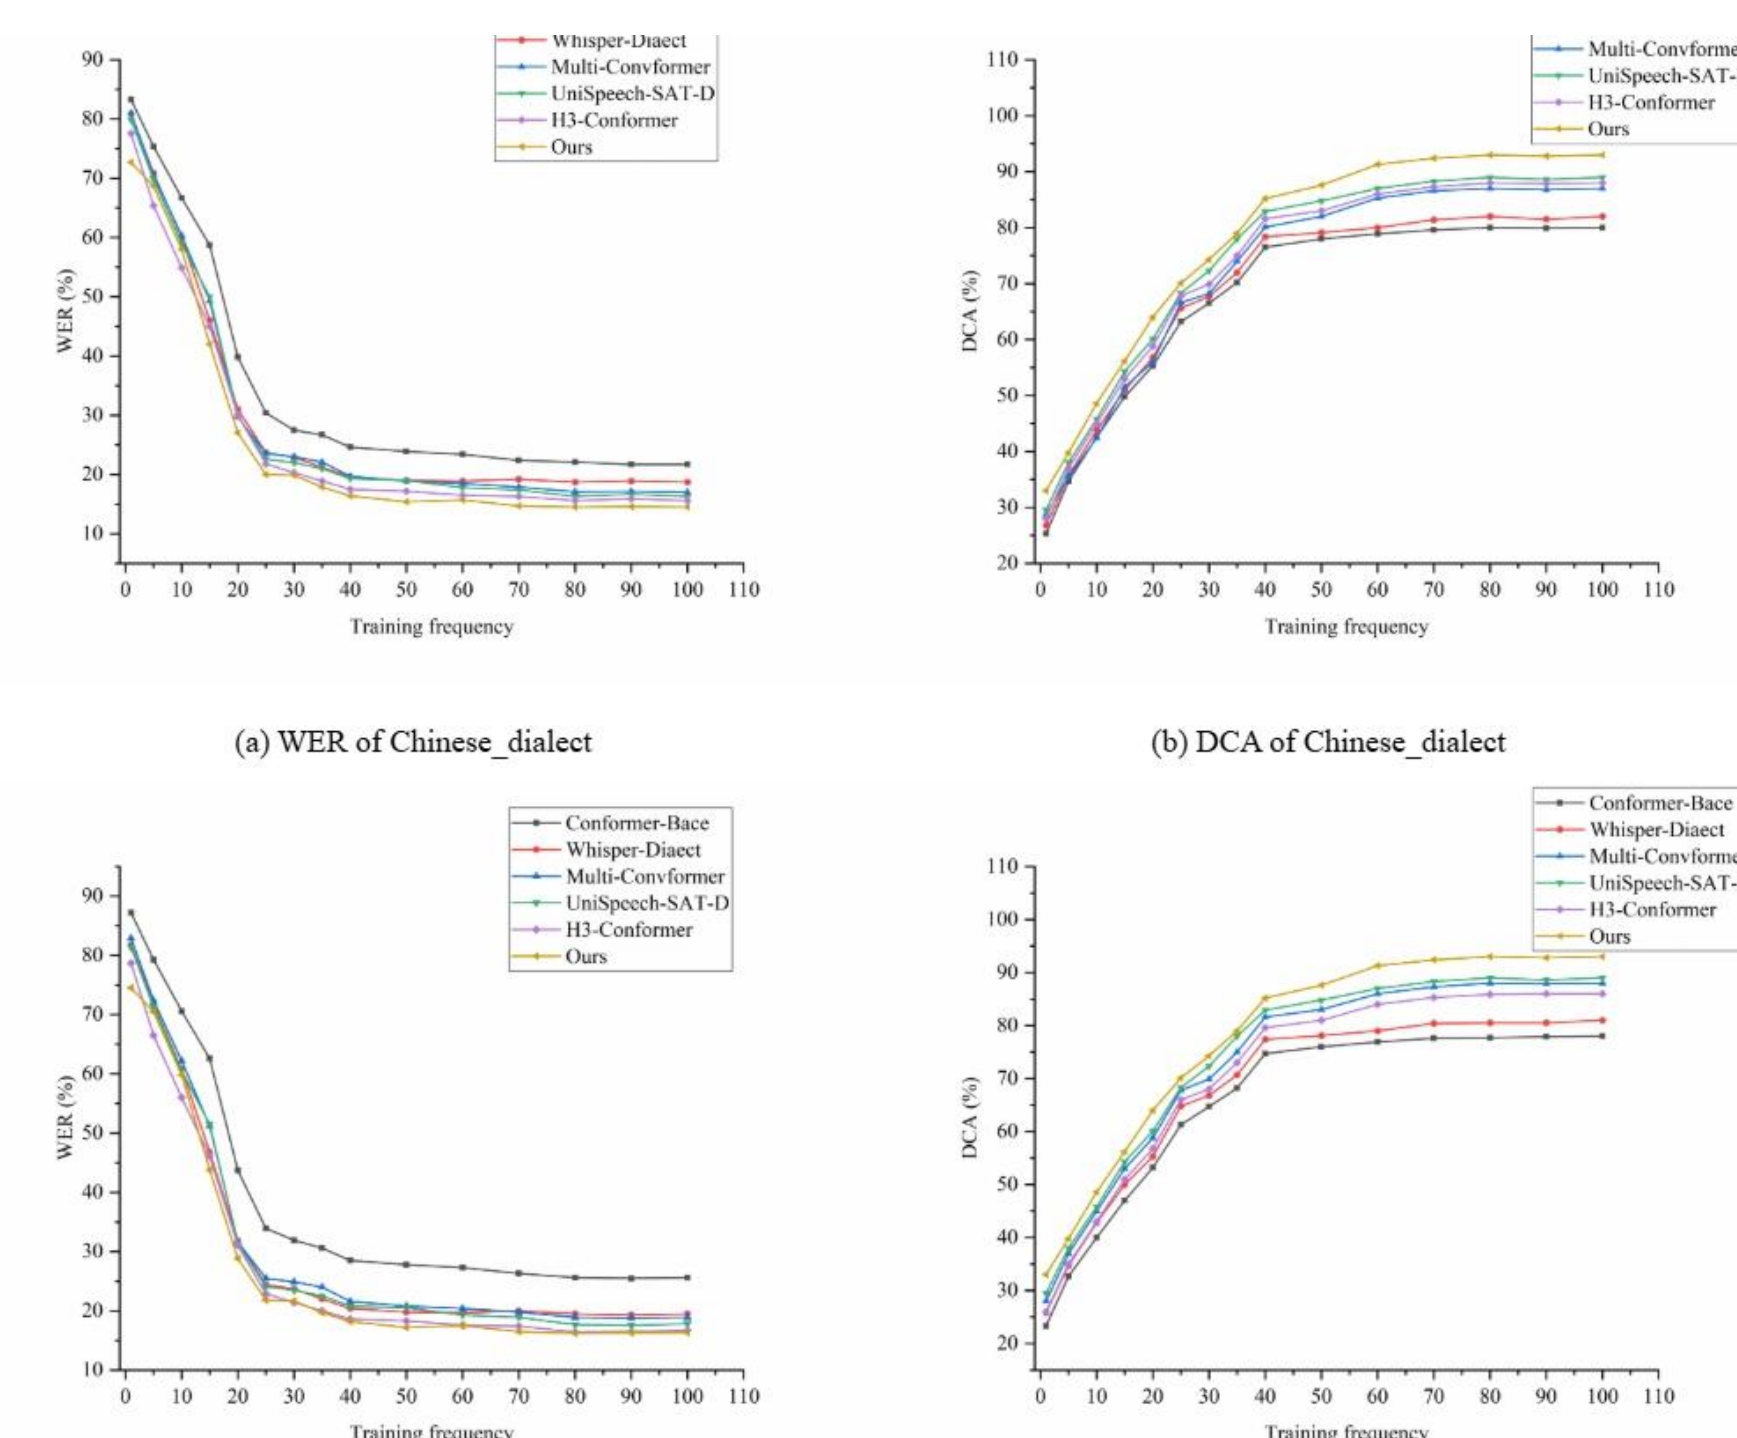 Whisper-Diaect
Multi-Convformer
UniSpeech-SAT-D
H3-Conformer
Ours
90
80
70
60
50
40
30
20
10
WER (%)
0 10 20 30 40 50 60 70 80 90 100 110
Training frequency
Multi-Convforme
UniSpeech-SAT-
H3-Conformer
Ours
110
100
90
80
70
60
50
40
30
20
DCA (%)
0 10 20 30 40 50 60 70 80 90 100 110
Training frequency
(a) WER of Chinese_dialect
(b) DCA of Chinese_dialect
Conformer-Bace
Whisper-Diaect
Multi-Convformer
UniSpeech-SAT-D
H3-Conformer
Ours
90
80
70
60
50
40
30
20
10
WER (%)
0 10 20 30 40 50 60 70 80 90 100 110
Training frequency
Conformer-Bace
Whisper-Diaect
Multi-Convforme
UniSpeech-SAT-
H3-Conformer
Ours
110
100
90
80
70
60
50
40
30
20
DCA (%)
0 10 20 30 40 50 60 70 80 90 100 110
Training frequency